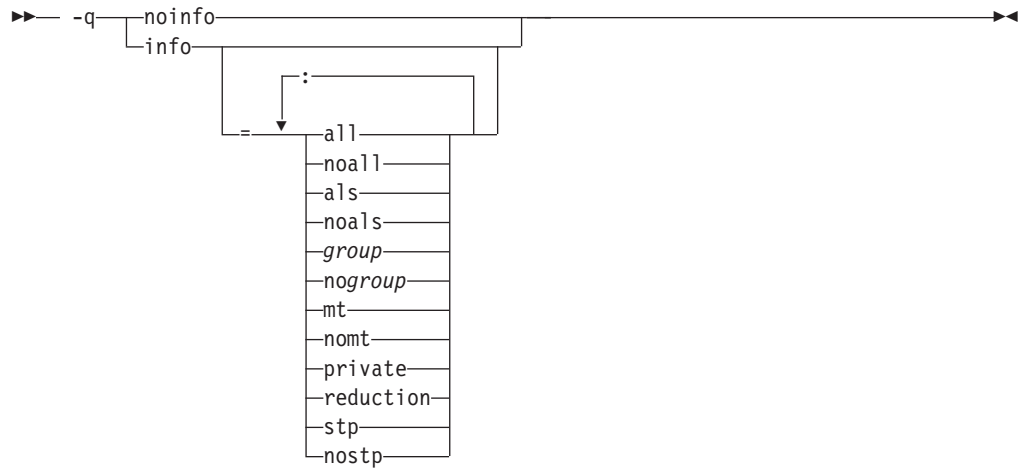 -q noinfo
info
:
= all
noall
als
noals
group
nogroup
mt
nomt
private
reduction
stp
nostp